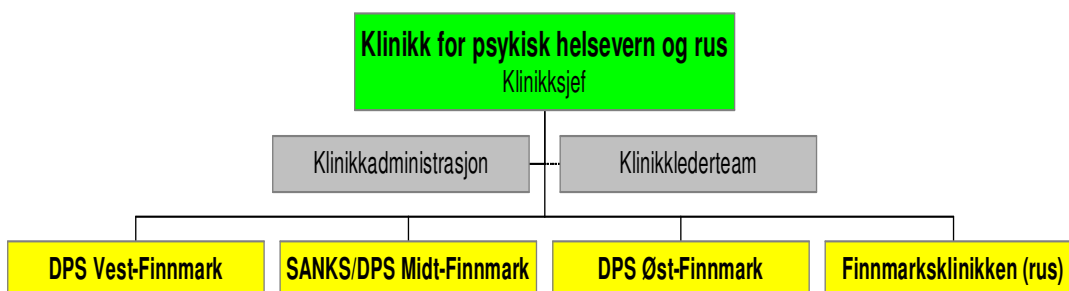 Klinikk for psykisk helsevern og rus
Klinikksjef
Klinikkadministrasjon
Klinikklederteam
DPS Vest-Finnmark
SANKS/DPS Midt-Finnmark
DPS Øst-Finnmark
Finnmarksklinikken (rus)